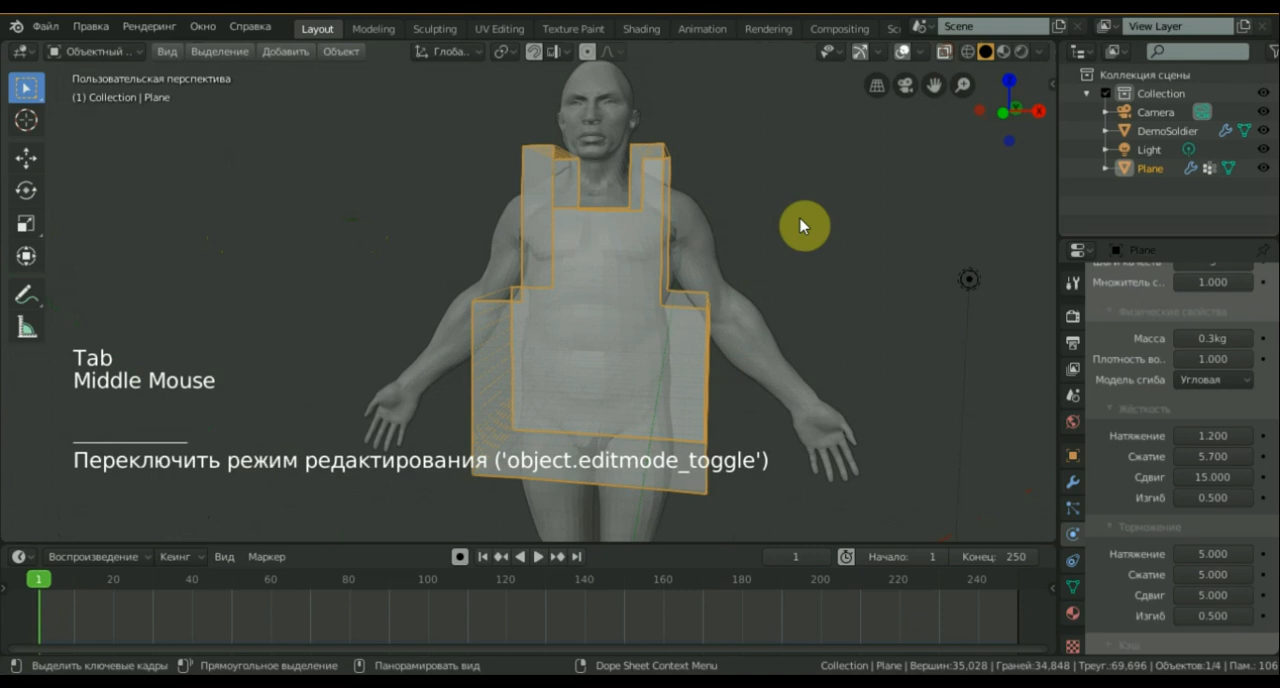 Файл Правка Рендеринг Окно Справка Layout Modeling Sculpting UV Editing Texture Paint Shading Animation Rendering Compositing Sc Scene View Layer
Объектный .. Вид Выделение Добавить Объект Глоба..
Пользовательская перспектива
(1) Collection | Plane
Коллекция сцены
Collection
Camera
DemoSoldier
Light
Plane
Z
X
Plane
Множитель с.. 1.000
Физические свойства
Масса 0.3kg
Плотность во.. 1.000
Модель сгиба Угловая
Жёсткость
Натяжение 1.200
Сжатие 5.700
Сдвиг 15.000
Изгиб 0.500
Торможение
Натяжение 5.000
Сжатие 5.000
Сдвиг 5.000
Изгиб 0.500
Кэш
Tab
Middle Mouse
Переключить режим редактирования ('object.editmode_toggle')
Воспроизведение Кеинг Вид Маркер 1 Начало: 1 Конец: 250
1 20 40 60 80 100 120 140 160 180 200 220 240
Выделить ключевые кадры Прямоугольное выделение Панорамировать вид Dope Sheet Context Menu Collection | Plane | Вершин:35,028 | Граней:34,848 | Треуг.:69,696 | Объектов:1/4 | Пам.: 106